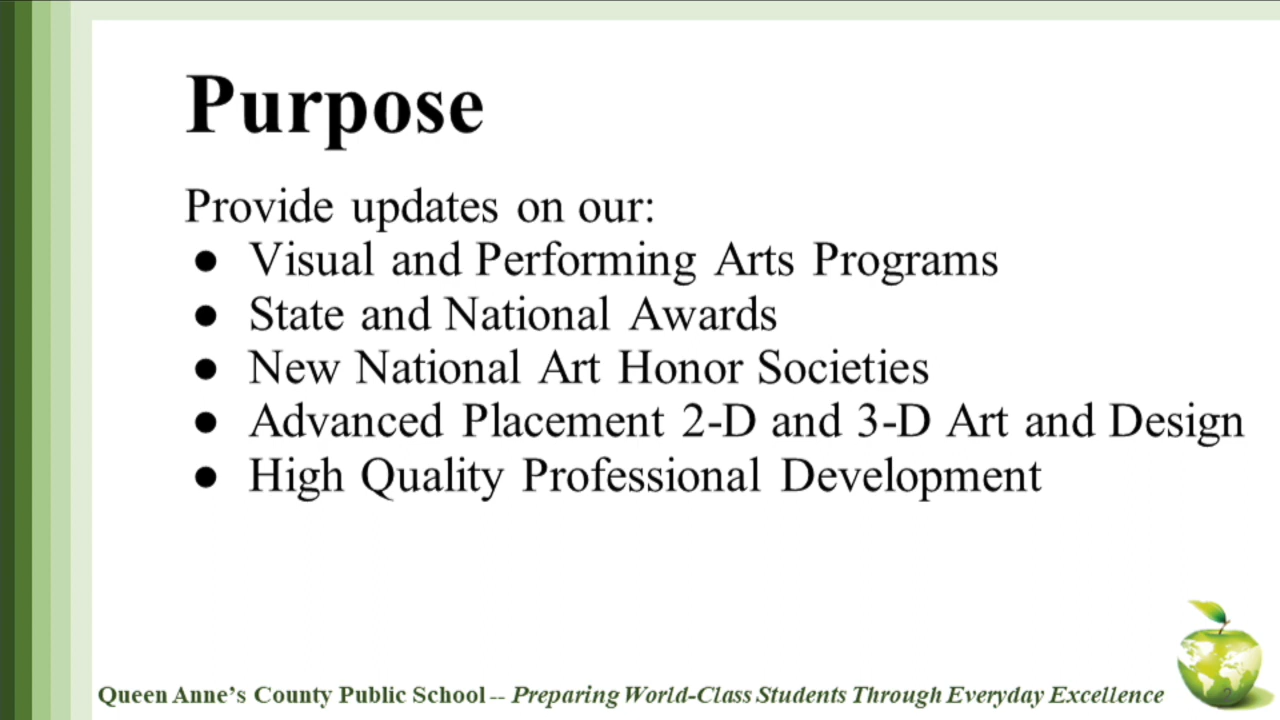 Purpose
Provide updates on our:
● Visual and Performing Arts Programs
● State and National Awards
● New National Art Honor Societies
● Advanced Placement 2-D and 3-D Art and Design
● High Quality Professional Development
Queen Anne's County Public School -- Preparing World-Class Students Through Everyday Excellence
2